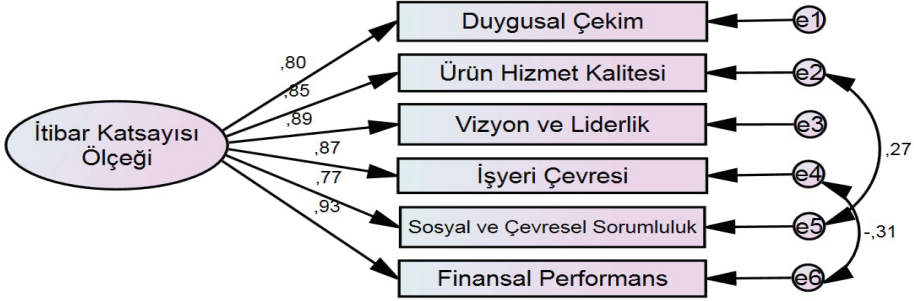 Duygusal Çekim
e1
,80
Ürün Hizmet Kalitesi
e2
,85
,89
Vizyon ve Liderlik
e3
İtibar Katsayısı
Ölçeği
,87
İşyeri Çevresi
e4
,27
,77
Sosyal ve Çevresel Sorumluluk
e5
,93
-,31
Finansal Performans
e6